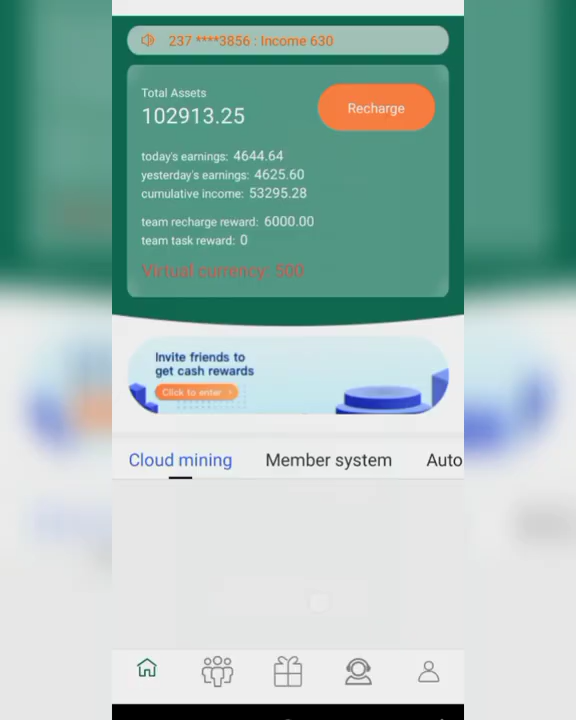 237 ****3856 : Income 630
Total Assets
102913.25
Recharge
today's earnings: 4644.64
yesterday's earnings: 4625.60
cumulative income: 53295.28
team recharge reward: 6000.00
team task reward: 0
Virtual currency: 500
Invite friends to
get cash rewards
Click to enter
Cloud mining
Member system
Auto